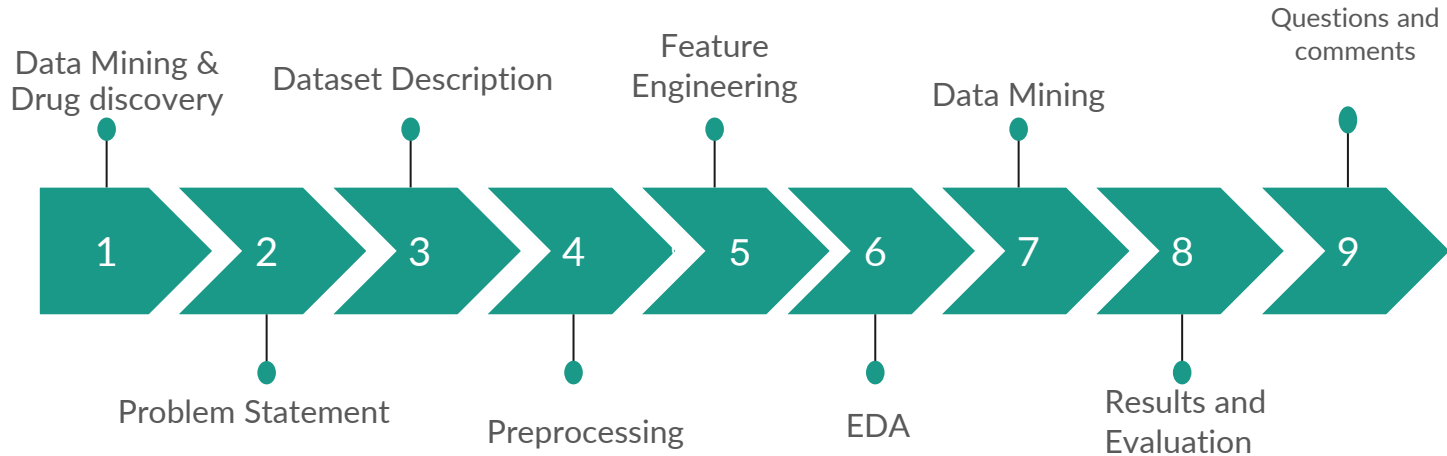 Data Mining &
Drug discovery
Dataset Description
Feature
Engineering
Data Mining
Questions and
comments
1
2
3
4
5
6
7
8
9
Problem Statement
Preprocessing
EDA
Results and
Evaluation